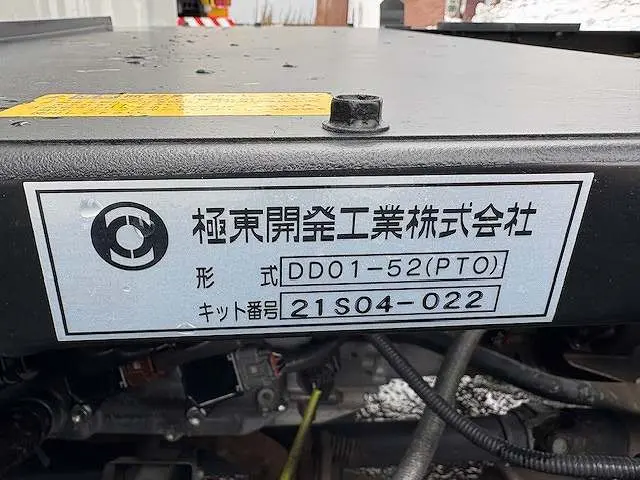 極東開発工業株式会社
形 式 DD01-52(PTO)
キット番号 21S04-022